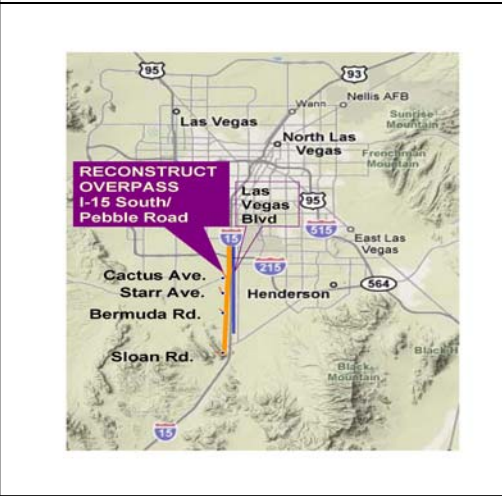 95
93
Nellis AFB
Wann
Las Vegas
Sunrise
Mountain
North Las
Vegas
Frenchman
Mountain
RECONSTRUCT
OVERPASS
I-15 South/
Pebble Road
Las
Vegas
Blvd
95
515
15
East Las
Vegas
215
Cactus Ave.
Starr Ave.
Henderson
564
Bermuda Rd.
Sloan Rd.
Black
Mountain
Black H
15